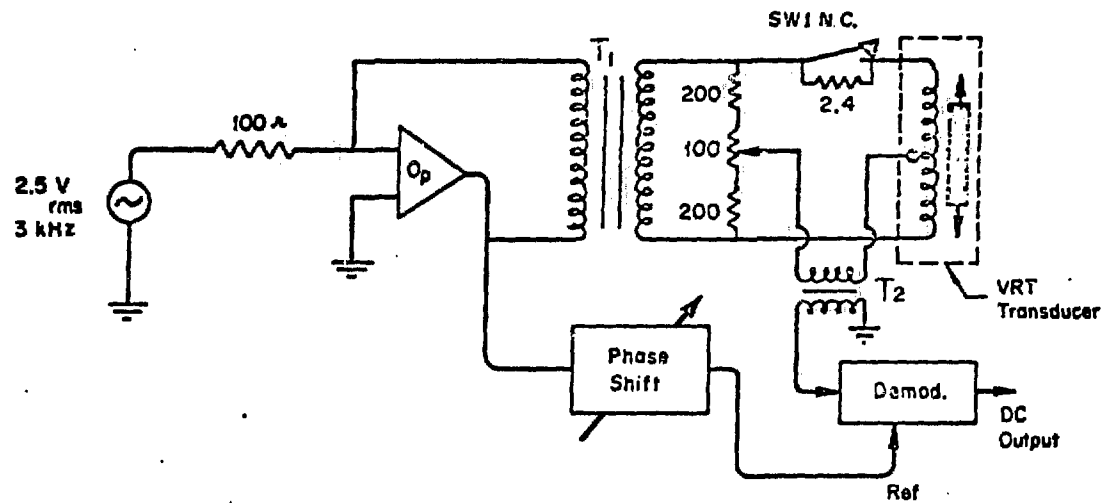 SW1 N.C.
T1
200
2.4
100 Ω
100
Op
2.5 V
rms
3 kHz
200
T2
VRT
Transducer
Phase
Shift
Demod.
DC
Output
Ref